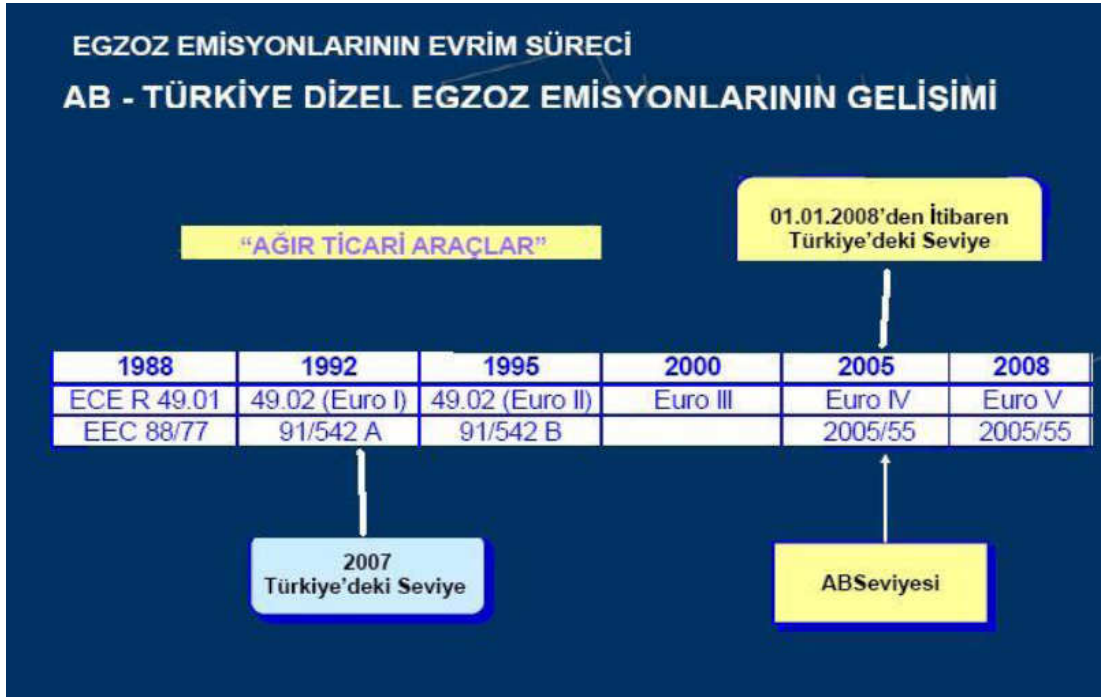 EGZOZ EMİSYONLARININ EVRİM SÜRECİ
AB - TÜRKİYE DİZEL EGZOZ EMİSYONLARININ GELİŞİMİ
01.01.2008'den İtibaren
Türkiye'deki Seviye
“AĞIR TİCARİ ARAÇLAR”
1988 1992 1995 2000 2005 2008
ECE R 49.01 49.02 (Euro I) 49.02 (Euro II) Euro III Euro IV Euro V
EEC 88/77 91/542 A 91/542 B 2005/55 2005/55
2007
Türkiye'deki Seviye
ABSeviyesi